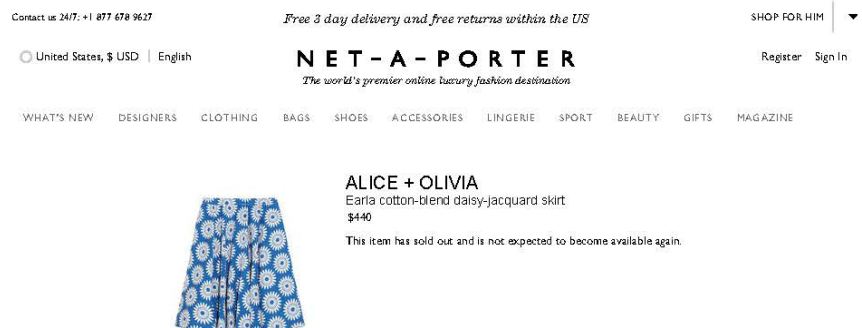 Contact us 24/7: +1 877 678 9627
Free 3 day delivery and free returns within the US
SHOP FOR HIM
United States, $ USD | English
NET-A-PORTER
Register Sign In
The world's premier online luxury fashion destination
WHAT'S NEW DESIGNERS CLOTHING BAGS SHOES ACCESSORIES LINGERIE SPORT BEAUTY GIFTS MAGAZINE
ALICE + OLIVIA
Earla cotton-blend daisy-jacquard skirt
$440
This item has sold out and is not expected to become available again.